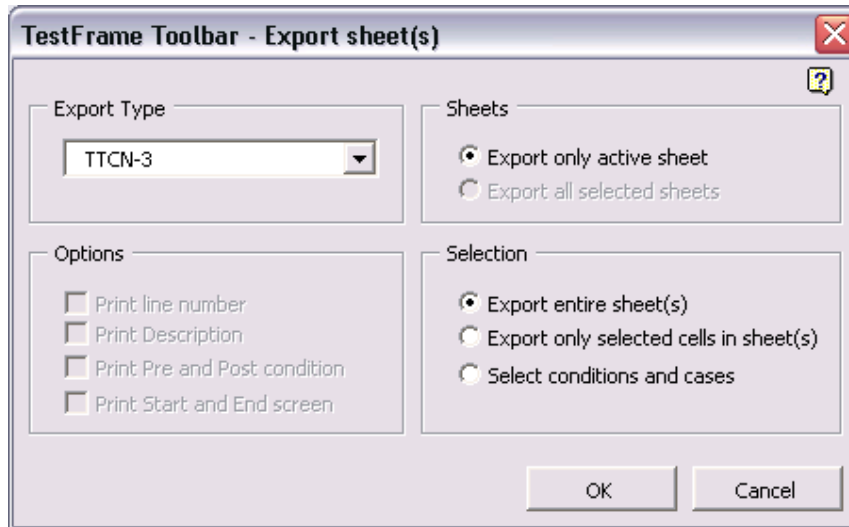 TestFrame Toolbar - Export sheet(s)
?
Export Type
TTCN-3
Sheets
Export only active sheet
Export all selected sheets
Options
Print line number
Print Description
Print Pre and Post condition
Print Start and End screen
Selection
Export entire sheet(s)
Export only selected cells in sheet(s)
Select conditions and cases
OK
Cancel